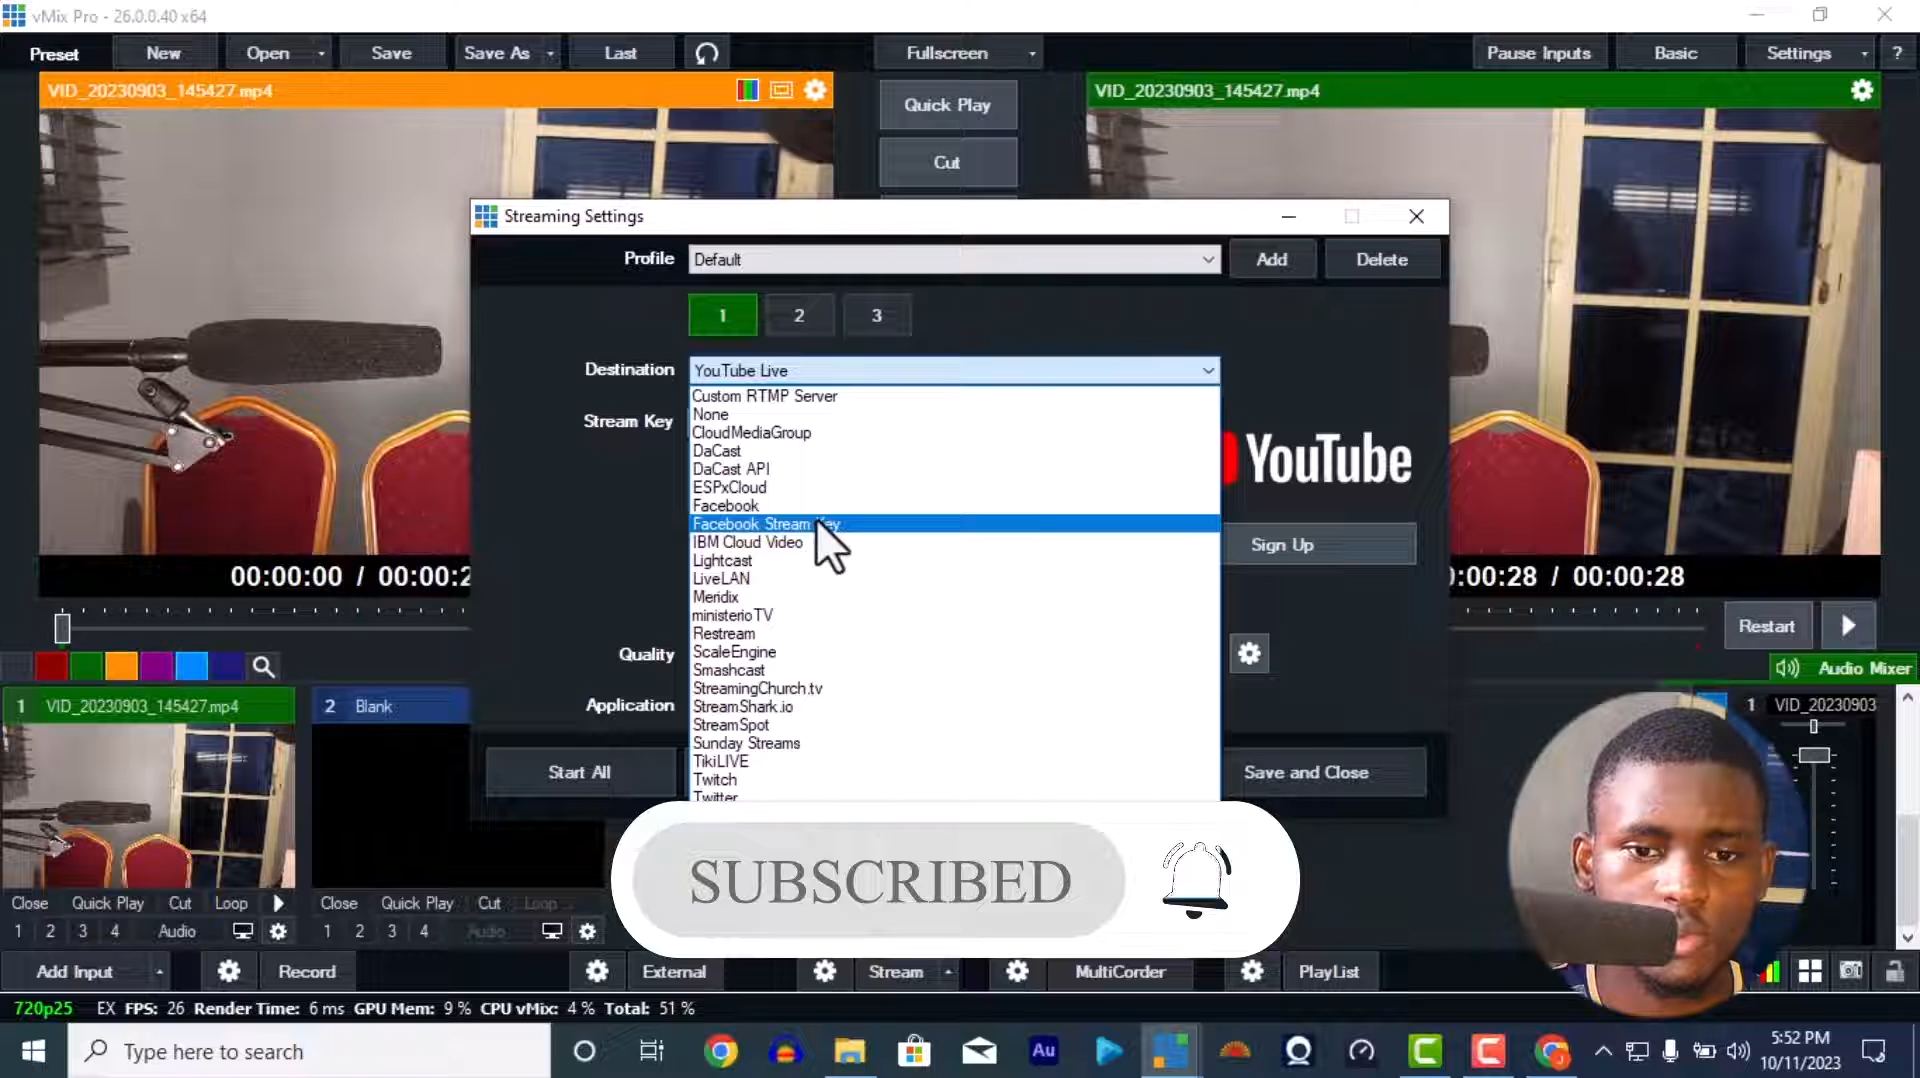 vMix Pro - 26.0.0.40 x64
Preset New Open Save Save As Last Fullscreen Pause Inputs Basic Settings ?
VID_20230903_145427.mp4
VID_20230903_145427.mp4
Quick Play
Cut
Streaming Settings
Profile Default Add Delete
1 2 3
Destination YouTube Live
Custom RTMP Server
None
Stream Key
CloudMediaGroup
DaCast
DaCast API
ESPxCloud
Facebook
Facebook Stream Key
IBM Cloud Video
Lightcast
LiveLAN
Meridix
ministerioTV
Restream
ScaleEngine
Smashcast
StreamingChurch.tv
StreamShark.io
StreamSpot
Sunday Streams
TikiLIVE
Twitch
Twitter
YouTube
Sign Up
Quality
Application
Start All
Save and Close
00:00:00 / 00:00:2
:00:28 / 00:00:28
Restart
Audio Mixer
1 VID_20230903_145427.mp4
2 Blank
1 VID_20230903
SUBSCRIBED
Close Quick Play Cut Loop
Close Quick Play Cut Loop
1 2 3 4 Audio
1 2 3 4 Audio
Add Input Record External Stream MultiCorder PlayList
720p25 EX FPS: 26 Render Time: 6 ms GPU Mem: 9 % CPU vMix: 4 % Total: 51 %
Type here to search
Au
5:52 PM
10/11/2023